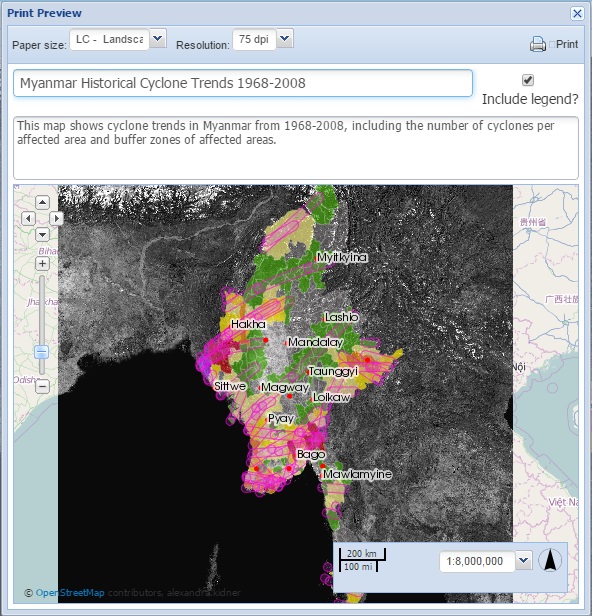 Print Preview
Paper size: LC - Landsca Resolution: 75 dpi Print
Myanmar Historical Cyclone Trends 1968-2008
Include legend?
This map shows cyclone trends in Myanmar from 1968-2008, including the number of cyclones per
affected area and buffer zones of affected areas.
贵州省
Myitkyina
Bihar
广西壮族
Jharkha
Hakha
Lashio
Mandalay
Nội
Odisha
Taunggyi
Sittwe
Magway
Loikaw
Pyay
Bago
Mawlamyine
Việt Na
200 km
100 mi
1:8,000,000
© OpenStreetMap contributors, alexandra.kidner